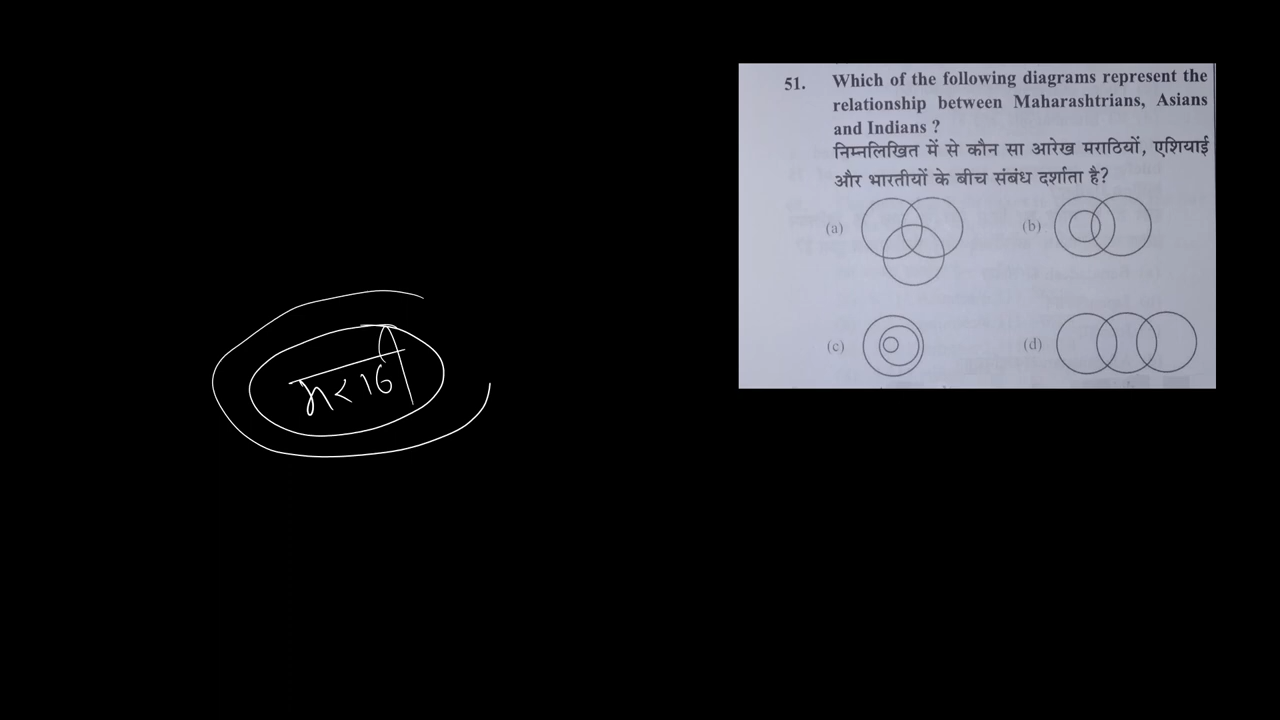 मराठी
51. Which of the following diagrams represent the
relationship between Maharashtrians, Asians
and Indians ?
निम्नलिखित में से कौन सा आरेख मराठियों, एशियाई
और भारतीयों के बीच संबंध दर्शाता है?
(a) (b)
(c) (d)